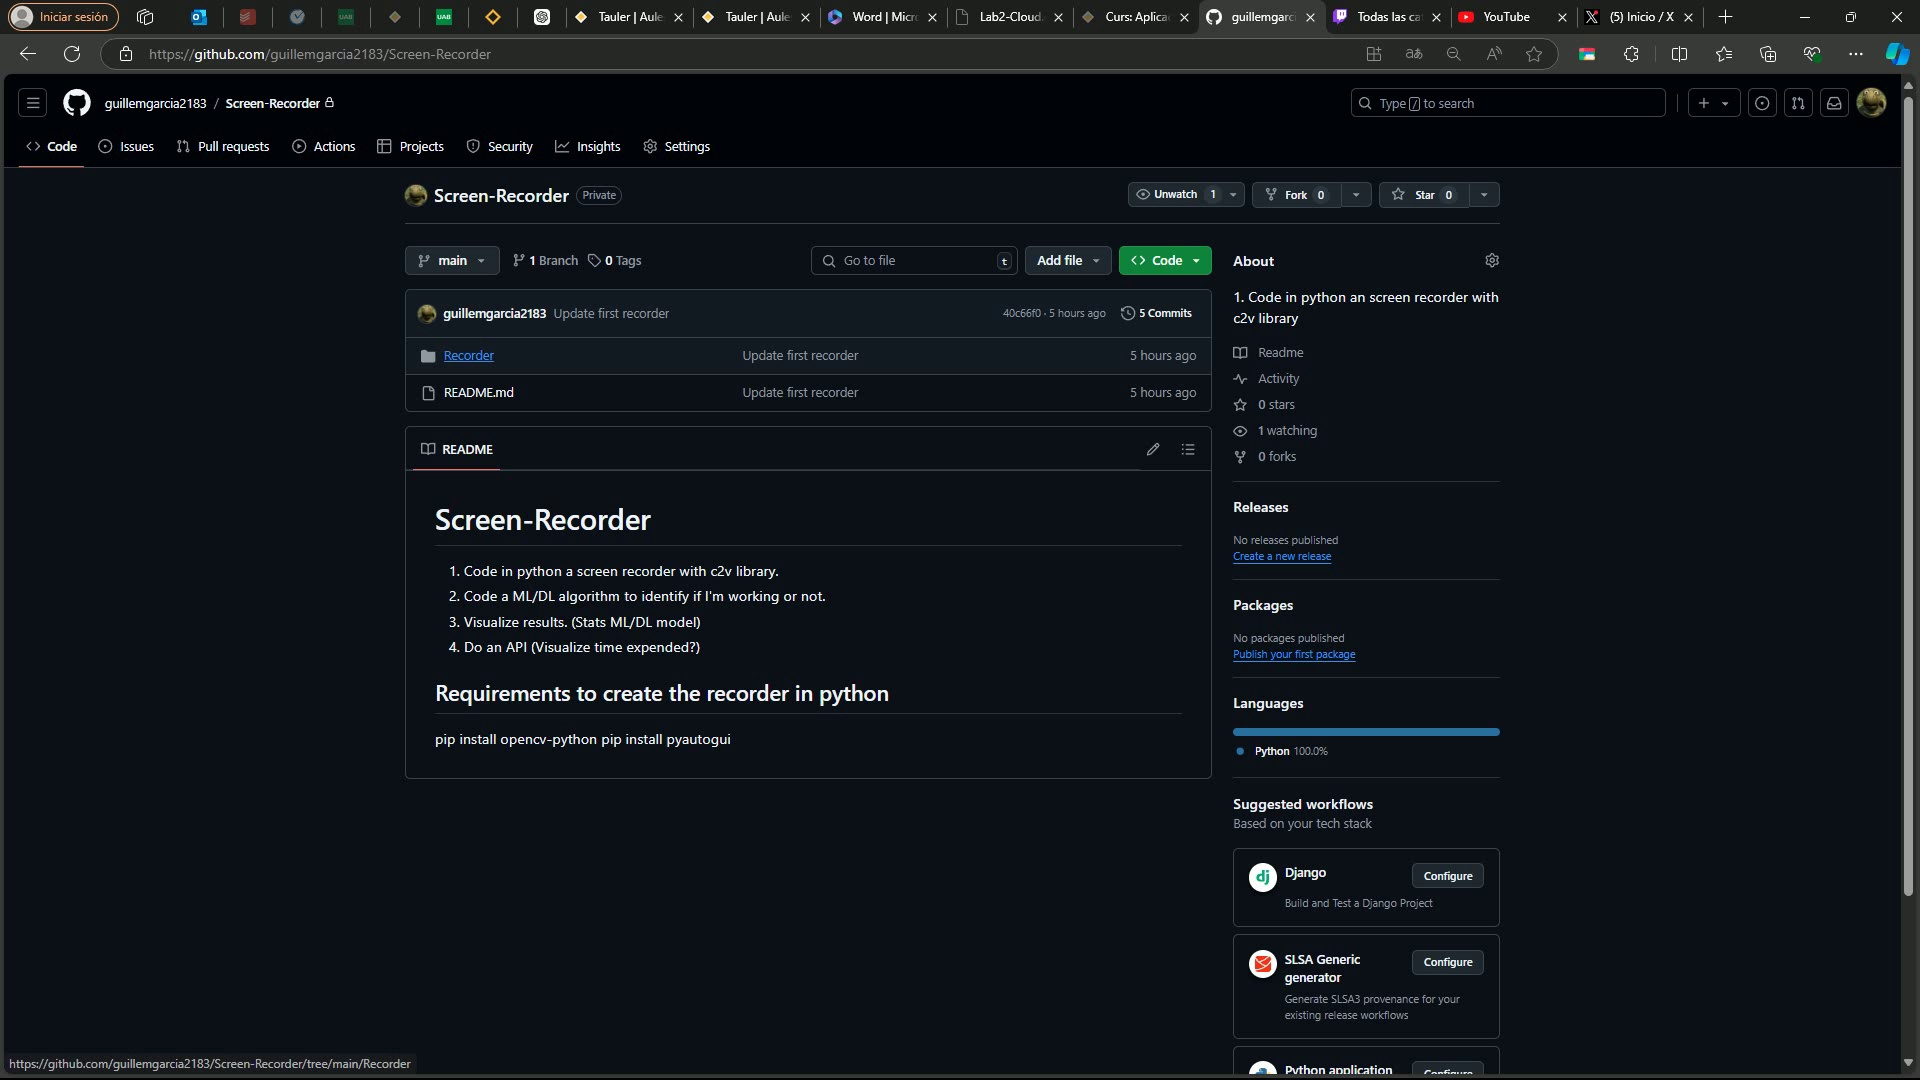 Iniciar sesión
UAB
UAB
Tauler | Aule
Tauler | Aule
Word | Micr
Lab2-Cloud.
Curs: Aplica
guillemgarci
Todas las ca
YouTube
(5) Inicio / X
https://github.com/guillemgarcia2183/Screen-Recorder
guillemgarcia2183 / Screen-Recorder
Type / to search
Code
Issues
Pull requests
Actions
Projects
Security
Insights
Settings
Screen-Recorder Private
Unwatch 1
Fork 0
Star 0
main
1 Branch
0 Tags
Go to file t
Add file
Code
guillemgarcia2183 Update first recorder 40c66f0 · 5 hours ago 5 Commits
Recorder Update first recorder 5 hours ago
README.md Update first recorder 5 hours ago
README
Screen-Recorder
1. Code in python a screen recorder with c2v library.
2. Code a ML/DL algorithm to identify if I'm working or not.
3. Visualize results. (Stats ML/DL model)
4. Do an API (Visualize time expended?)
Requirements to create the recorder in python
pip install opencv-python pip install pyautogui
About
1. Code in python an screen recorder with
c2v library
Readme
Activity
0 stars
1 watching
0 forks
Releases
No releases published
Create a new release
Packages
No packages published
Publish your first package
Languages
Python 100.0%
Suggested workflows
Based on your tech stack
dj
Django
Configure
Build and Test a Django Project
SLSA Generic
generator
Configure
Generate SLSA3 provenance for your
existing release workflows
Python application
Configure
https://github.com/guillemgarcia2183/Screen-Recorder/tree/main/Recorder